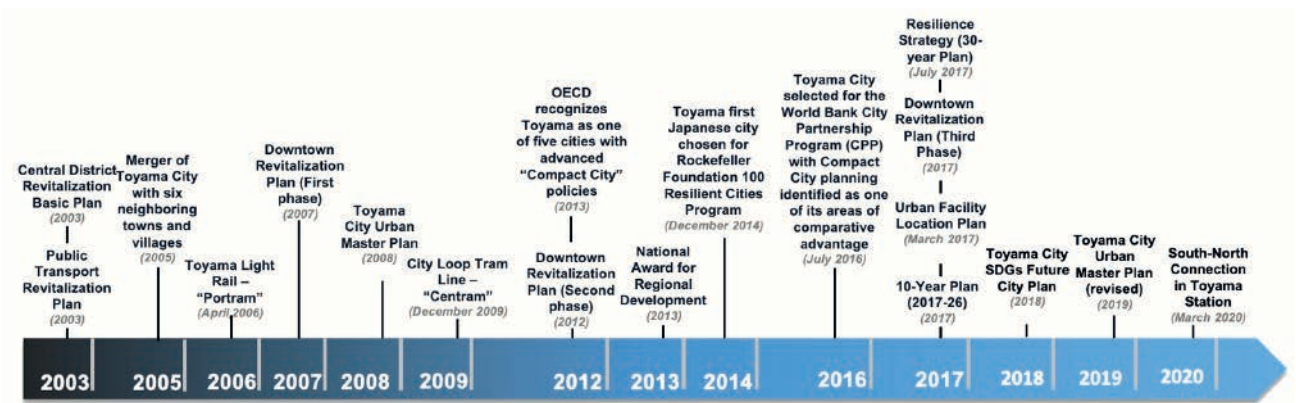 Central District
Revitalization
Basic Plan
(2003)
Public
Transport
Revitalization
Plan
(2003)
Merger of
Toyama City
with six
neighboring
towns and
villages
(2005)
Toyama Light
Rail –
“Portram”
(April 2006)
Downtown
Revitalization
Plan (First
phase)
(2007)
Toyama
City Urban
Master Plan
(2008)
City Loop Tram
Line –
“Centram”
(December 2009)
OECD
recognizes
Toyama as one
of five cities with
advanced
“Compact City”
policies
(2013)
Downtown
Revitalization
Plan (Second
phase)
(2012)
National
Award for
Regional
Development
(2013)
Toyama first
Japanese city
chosen for
Rockefeller
Foundation 100
Resilient Cities
Program
(December 2014)
Toyama City
selected for the
World Bank City
Partnership
Program (CPP)
with Compact
City planning
identified as one
of its areas of
comparative
advantage
(July 2016)
Resilience
Strategy (30-
year Plan)
(July 2017)
Downtown
Revitalization
Plan (Third
Phase)
(2017)
Urban Facility
Location Plan
(March 2017)
10-Year Plan
(2017-26)
(2017)
Toyama City
SDGs Future
City Plan
(2018)
Toyama City
Urban
Master Plan
(revised)
(2019)
South-North
Connection
in Toyama
Station
(March 2020)
2003 2005 2006 2007 2008 2009 2012 2013 2014 2016 2017 2018 2019 2020